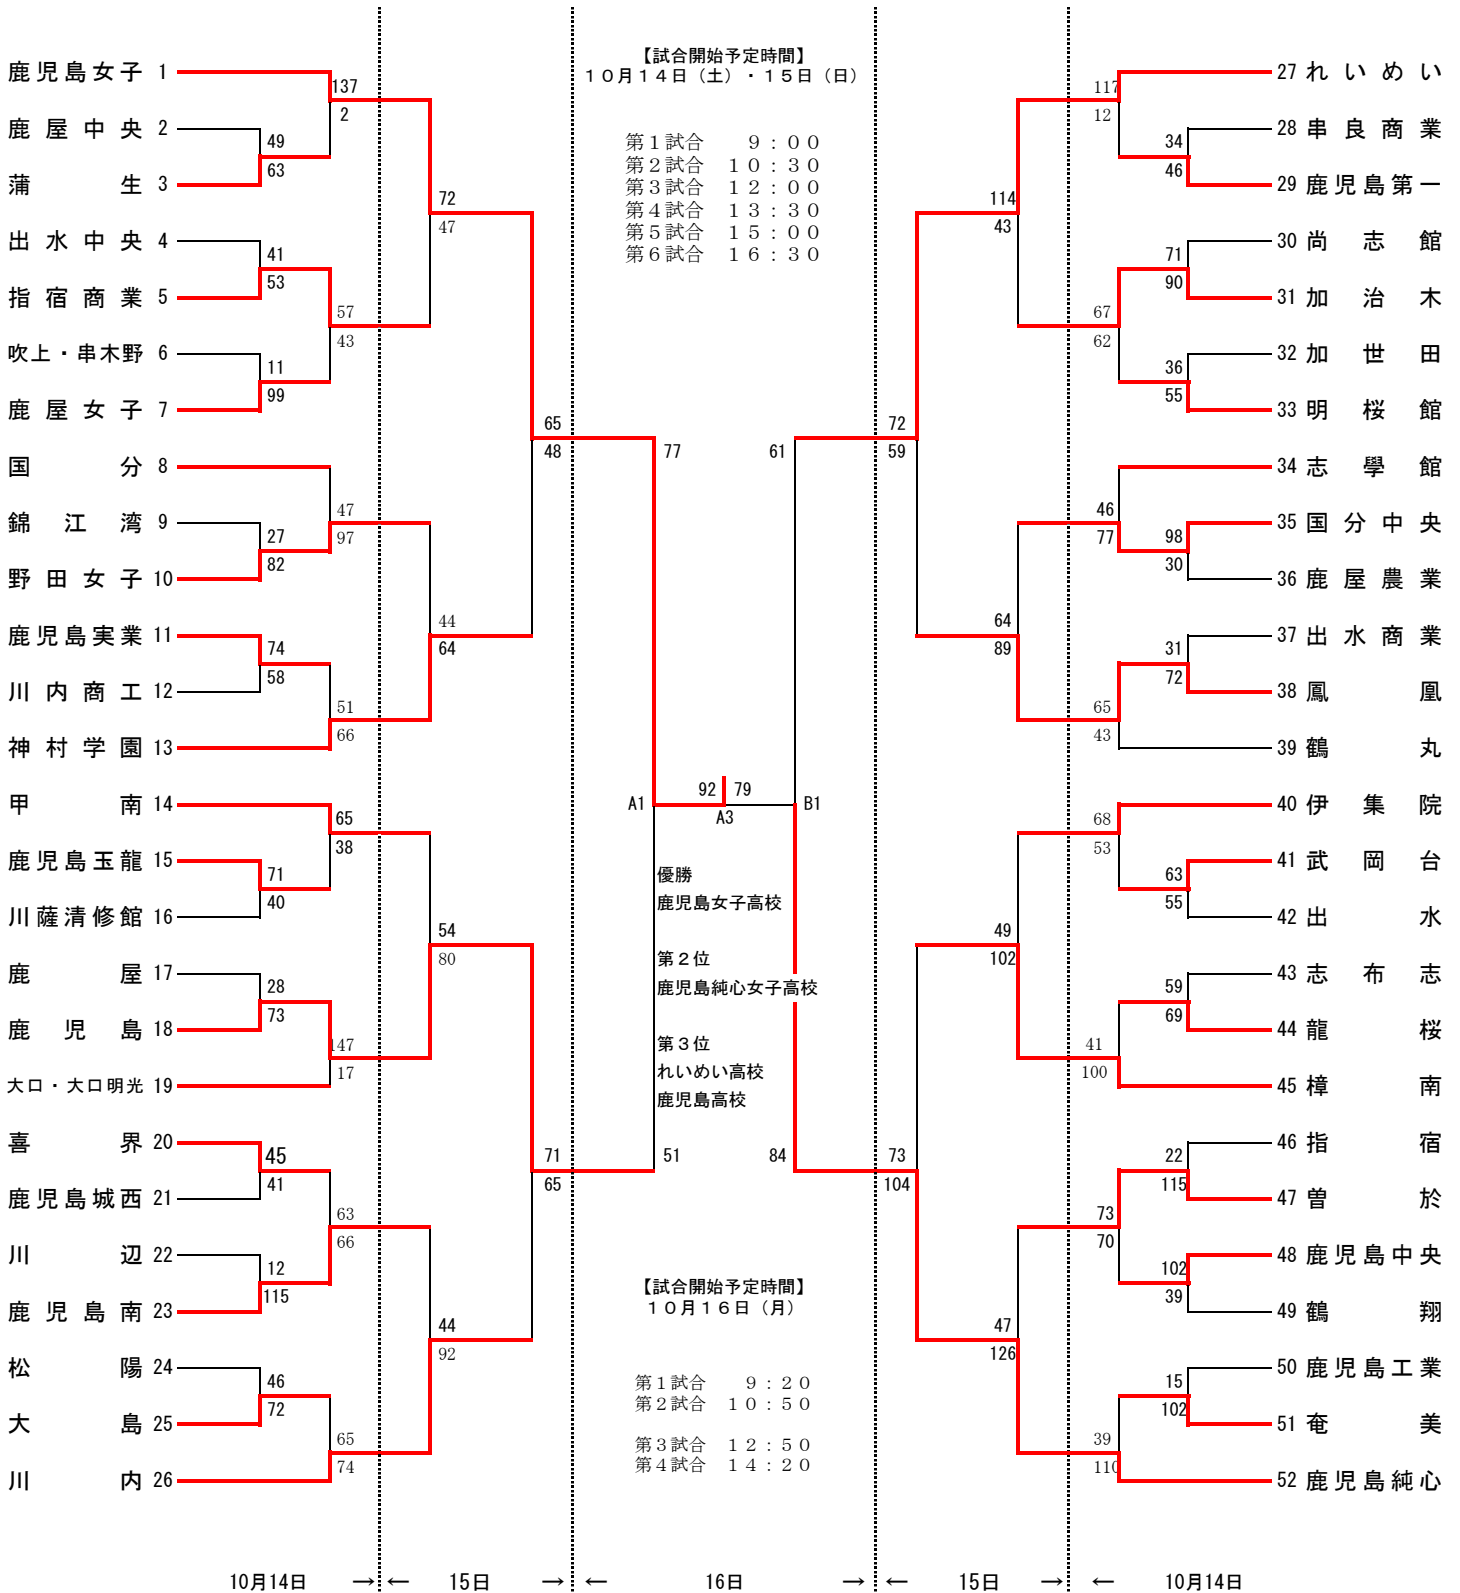 【試合開始予定時間】
１０月１４日（土）・１５日（日）
第１試合　９：００
第２試合　１０：３０
第３試合　１２：００
第４試合　１３：３０
第５試合　１５：００
第６試合　１６：３０
鹿児島女子 1
鹿屋中央 2
蒲生 3
出水中央 4
指宿商業 5
吹上・串木野 6
鹿屋女子 7
国分 8
錦江湾 9
野田女子 10
鹿児島実業 11
川内商工 12
神村学園 13
甲南 14
鹿児島玉龍 15
川薩清修館 16
鹿屋 17
鹿児島 18
大口・大口明光 19
喜界 20
鹿児島城西 21
川辺 22
鹿児島南 23
松陽 24
大島 25
川内 26
49
63
41
53
11
99
27
82
74
58
71
40
28
73
45
41
12
115
46
72
137
2
57
43
47
97
51
66
65
38
147
17
63
66
65
74
72
47
44
64
54
80
44
92
65
48
71
65
77
51
A1
92 79
A3
B1
61
84
優勝
鹿児島女子高校
第２位
鹿児島純心女子高校
第３位
れいめい高校
鹿児島高校
72
59
73
104
114
43
64
89
49
102
47
126
117
12
67
62
46
77
65
43
68
53
41
100
73
70
39
110
34
46
71
90
36
55
98
30
31
72
63
55
59
69
22
115
102
39
15
102
27 れいめい
28 串良商業
29 鹿児島第一
30 尚志館
31 加治木
32 加世田
33 明桜館
34 志學館
35 国分中央
36 鹿屋農業
37 出水商業
38 鳳凰
39 鶴丸
40 伊集院
41 武岡台
42 出水
43 志布志
44 龍桜
45 樟南
46 指宿
47 曽於
48 鹿児島中央
49 鶴翔
50 鹿児島工業
51 奄美
52 鹿児島純心
【試合開始予定時間】
１０月１６日（月）
第１試合　９：２０
第２試合　１０：５０
第３試合　１２：５０
第４試合　１４：２０
10月14日 →← 15日 →← 16日 →← 15日 →← 10月14日